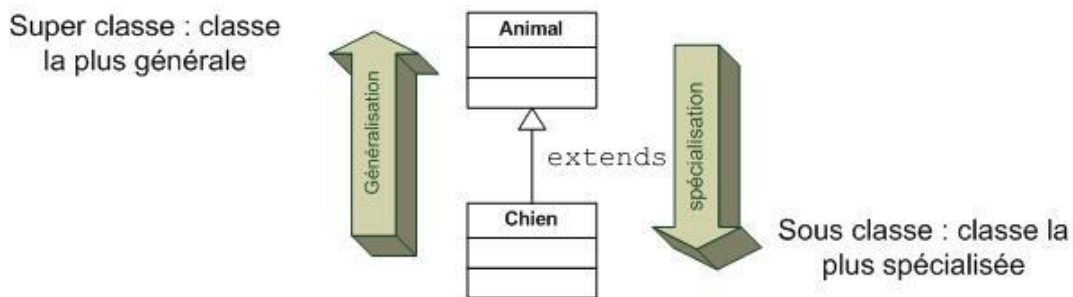 Super classe : classe
la plus générale
Généralisation
Animal
extends
Chien
spécialisation
Sous classe : classe la
plus spécialisée